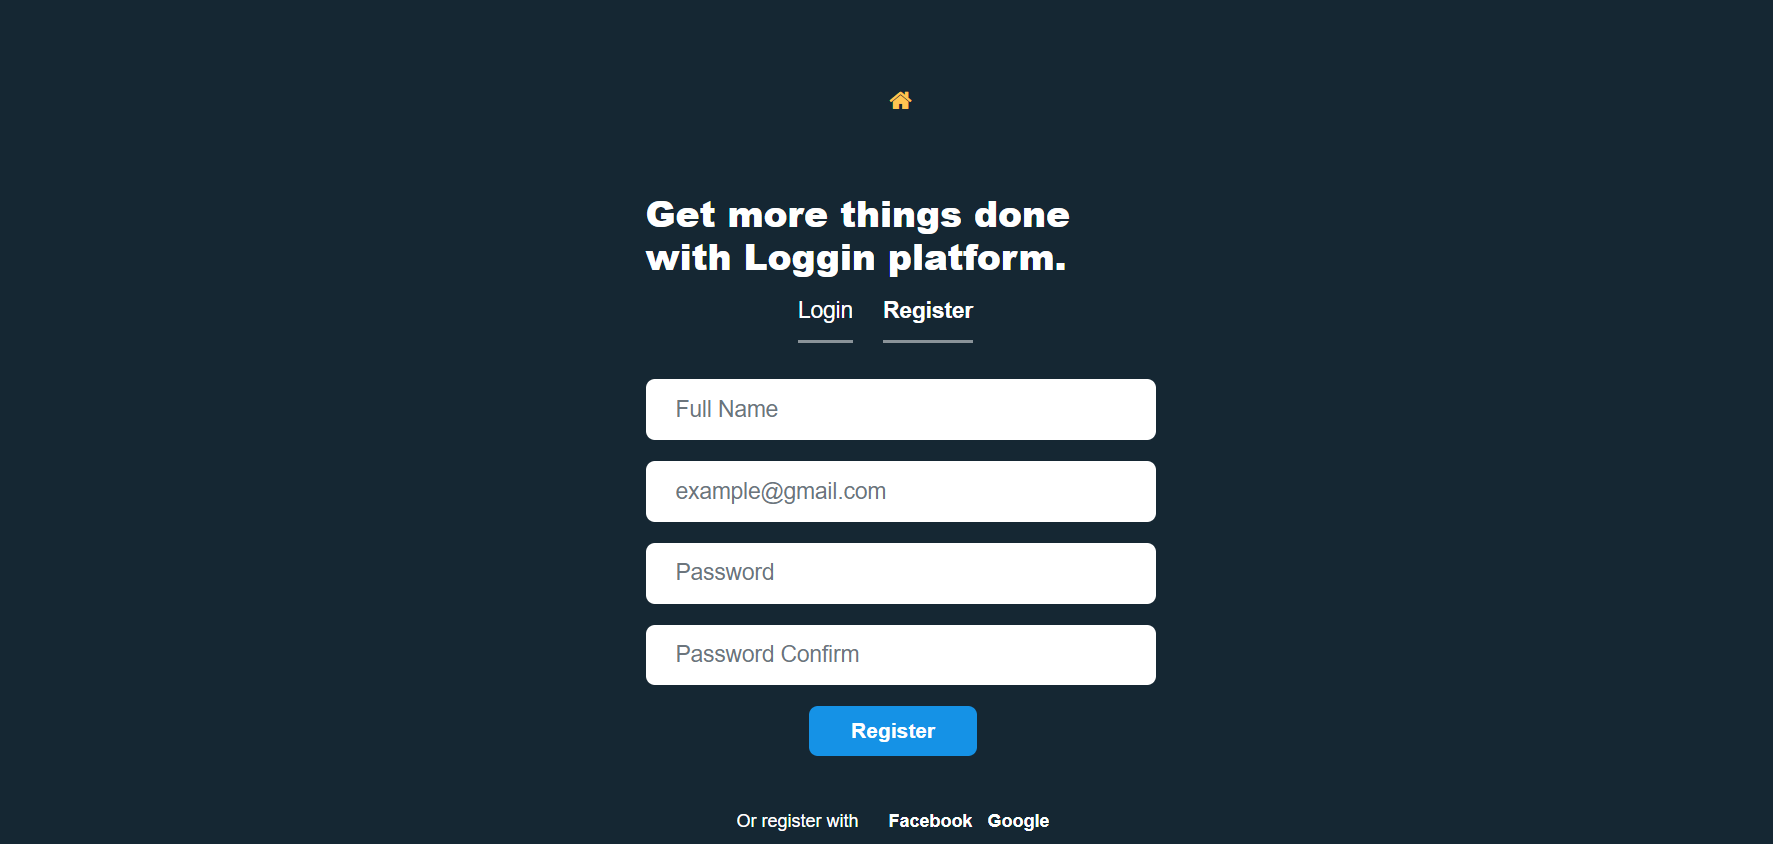 Get more things done
with Loggin platform.
Login Register
Full Name
example@gmail.com
Password
Password Confirm
Register
Or register with Facebook Google